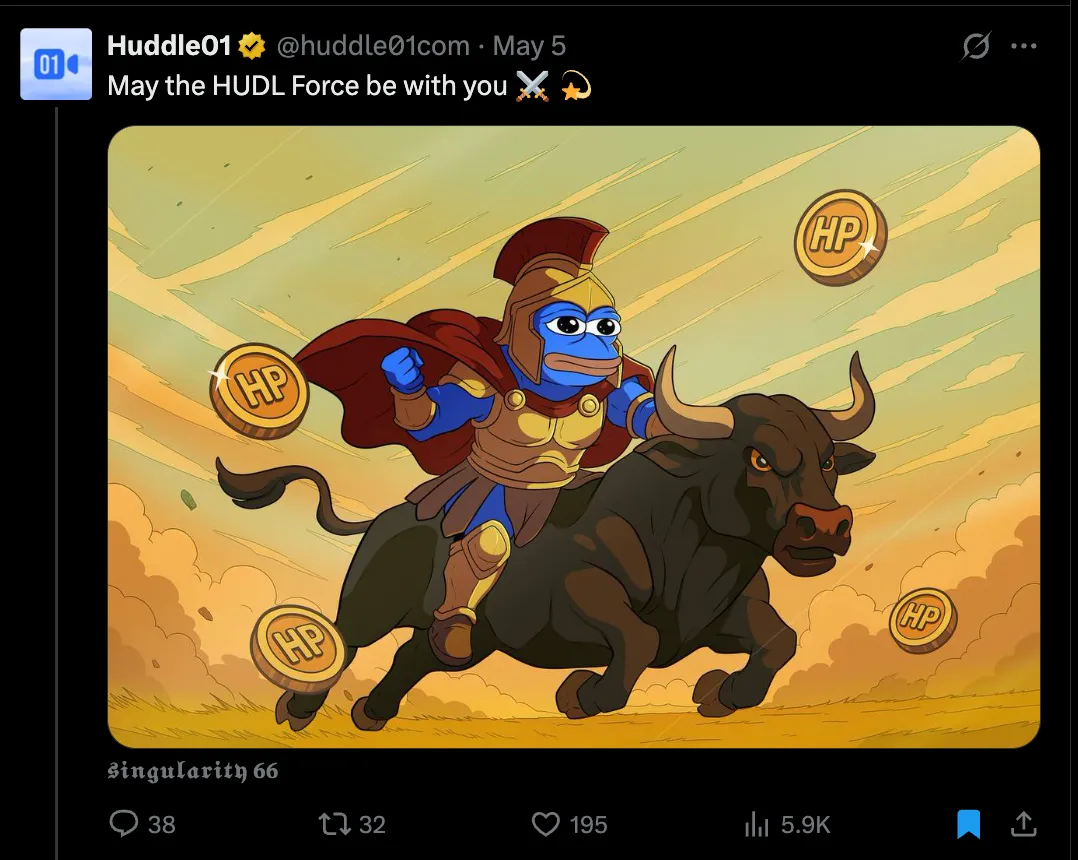 01
Huddle01 @huddle01com · May 5
May the HUDL Force be with you ⚔️ 💫
HP
HP
HP
HP
𝖘𝖎𝖓𝖌𝖚𝖑𝖆𝖗𝖎𝖙𝖞 66
38 32 195 5.9K